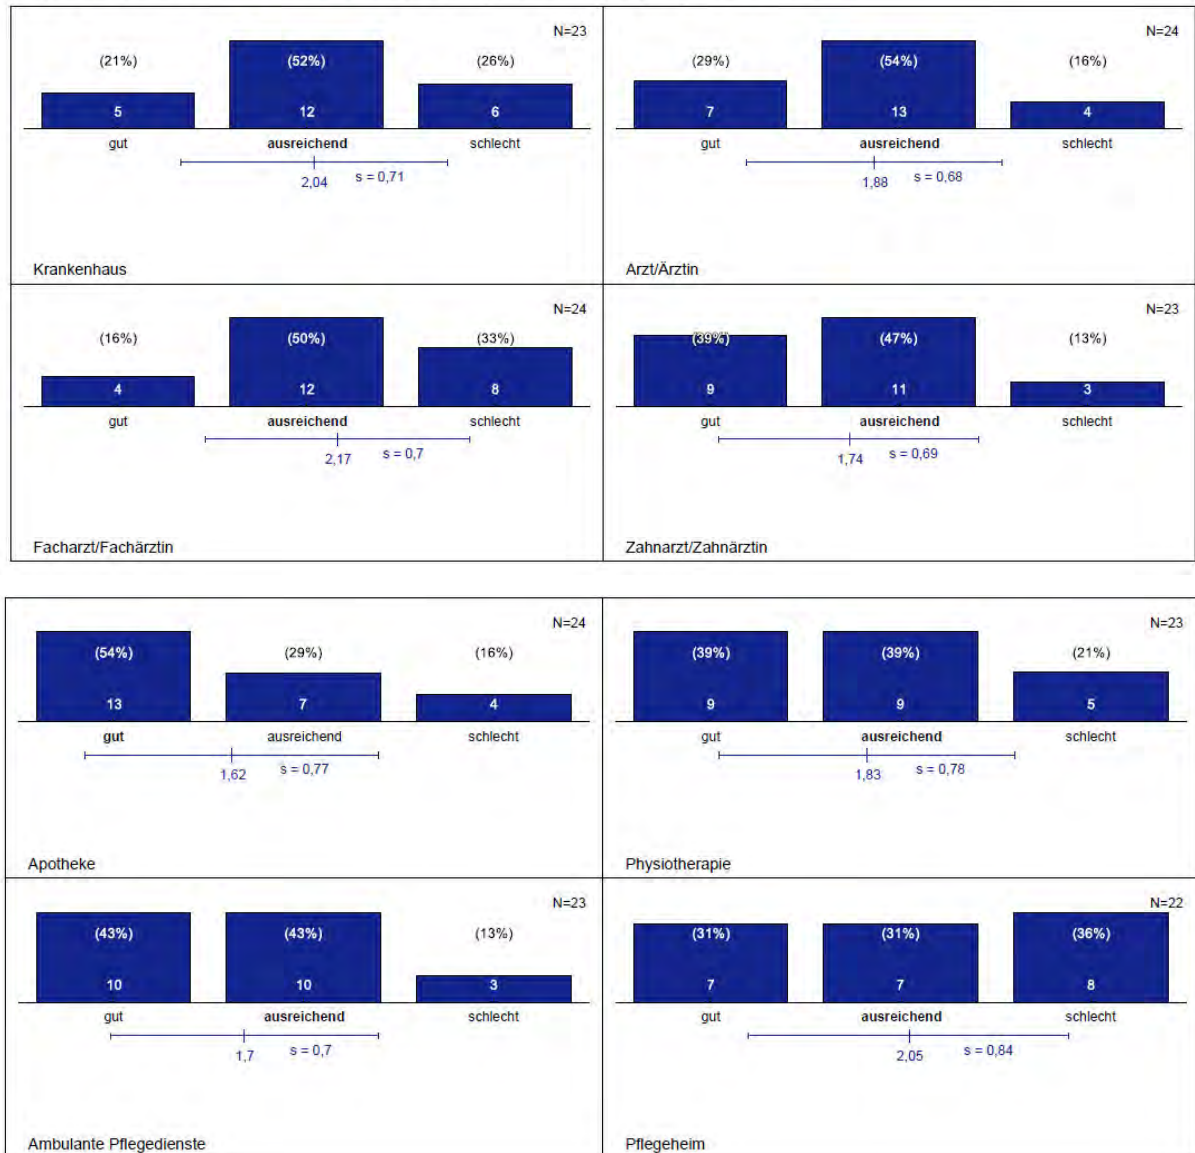 N=23
(21%) (52%) (26%)
5 12 6
gut ausreichend schlecht
2,04 s = 0,71
Krankenhaus
N=24
(29%) (54%) (16%)
7 13 4
gut ausreichend schlecht
1,88 s = 0,68
Arzt/Ärztin
N=24
(16%) (50%) (33%)
4 12 8
gut ausreichend schlecht
2,17 s = 0,7
Facharzt/Fachärztin
N=23
(39%) (47%) (13%)
9 11 3
gut ausreichend schlecht
1,74 s = 0,69
Zahnarzt/Zahnärztin
N=24
(54%) (29%) (16%)
13 7 4
gut ausreichend schlecht
1,62 s = 0,77
Apotheke
N=23
(39%) (39%) (21%)
9 9 5
gut ausreichend schlecht
1,83 s = 0,78
Physiotherapie
N=23
(43%) (43%) (13%)
10 10 3
gut ausreichend schlecht
1,7 s = 0,7
Ambulante Pflegedienste
N=22
(31%) (31%) (36%)
7 7 8
gut ausreichend schlecht
2,05 s = 0,84
Pflegeheim